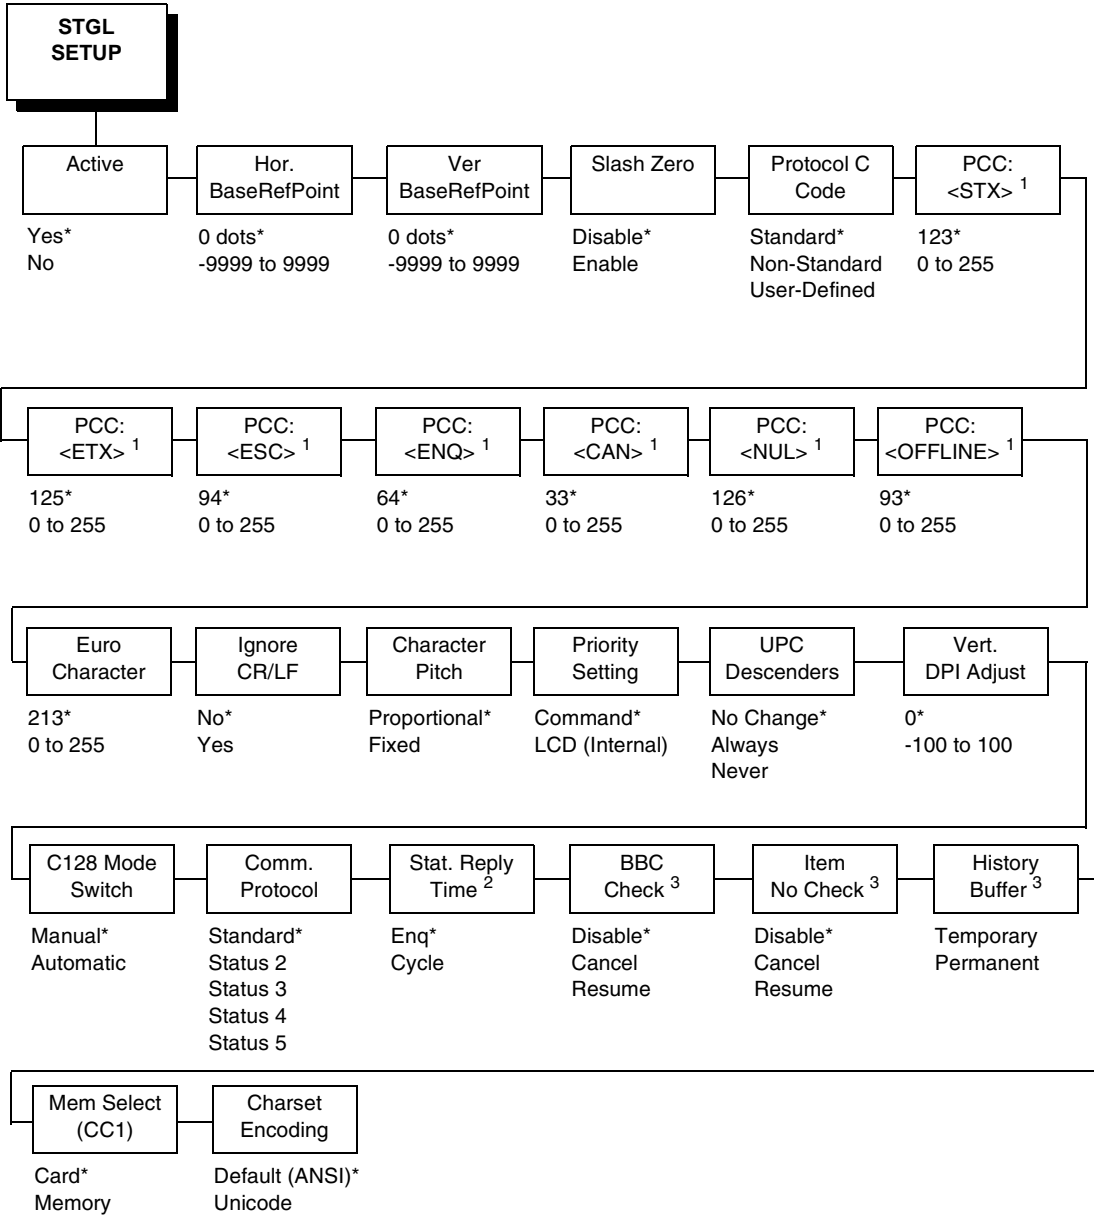 STGL
SETUP
Active
Yes*
No
Hor.
BaseRefPoint
0 dots*
-9999 to 9999
Ver
BaseRefPoint
0 dots*
-9999 to 9999
Slash Zero
Disable*
Enable
Protocol C
Code
Standard*
Non-Standard
User-Defined
PCC:
<STX> 1
123*
0 to 255
PCC:
<ETX> 1
125*
0 to 255
PCC:
<ESC> 1
94*
0 to 255
PCC:
<ENQ> 1
64*
0 to 255
PCC:
<CAN> 1
33*
0 to 255
PCC:
<NUL> 1
126*
0 to 255
PCC:
<OFFLINE> 1
93*
0 to 255
Euro
Character
213*
0 to 255
Ignore
CR/LF
No*
Yes
Character
Pitch
Proportional*
Fixed
Priority
Setting
Command*
LCD (Internal)
UPC
Descenders
No Change*
Always
Never
Vert.
DPI Adjust
0*
-100 to 100
C128 Mode
Switch
Manual*
Automatic
Comm.
Protocol
Standard*
Status 2
Status 3
Status 4
Status 5
Stat. Reply
Time 2
Enq*
Cycle
BBC
Check 3
Disable*
Cancel
Resume
Item
No Check 3
Disable*
Cancel
Resume
History
Buffer 3
Temporary
Permanent
Mem Select
(CC1)
Card*
Memory
Charset
Encoding
Default (ANSI)*
Unicode